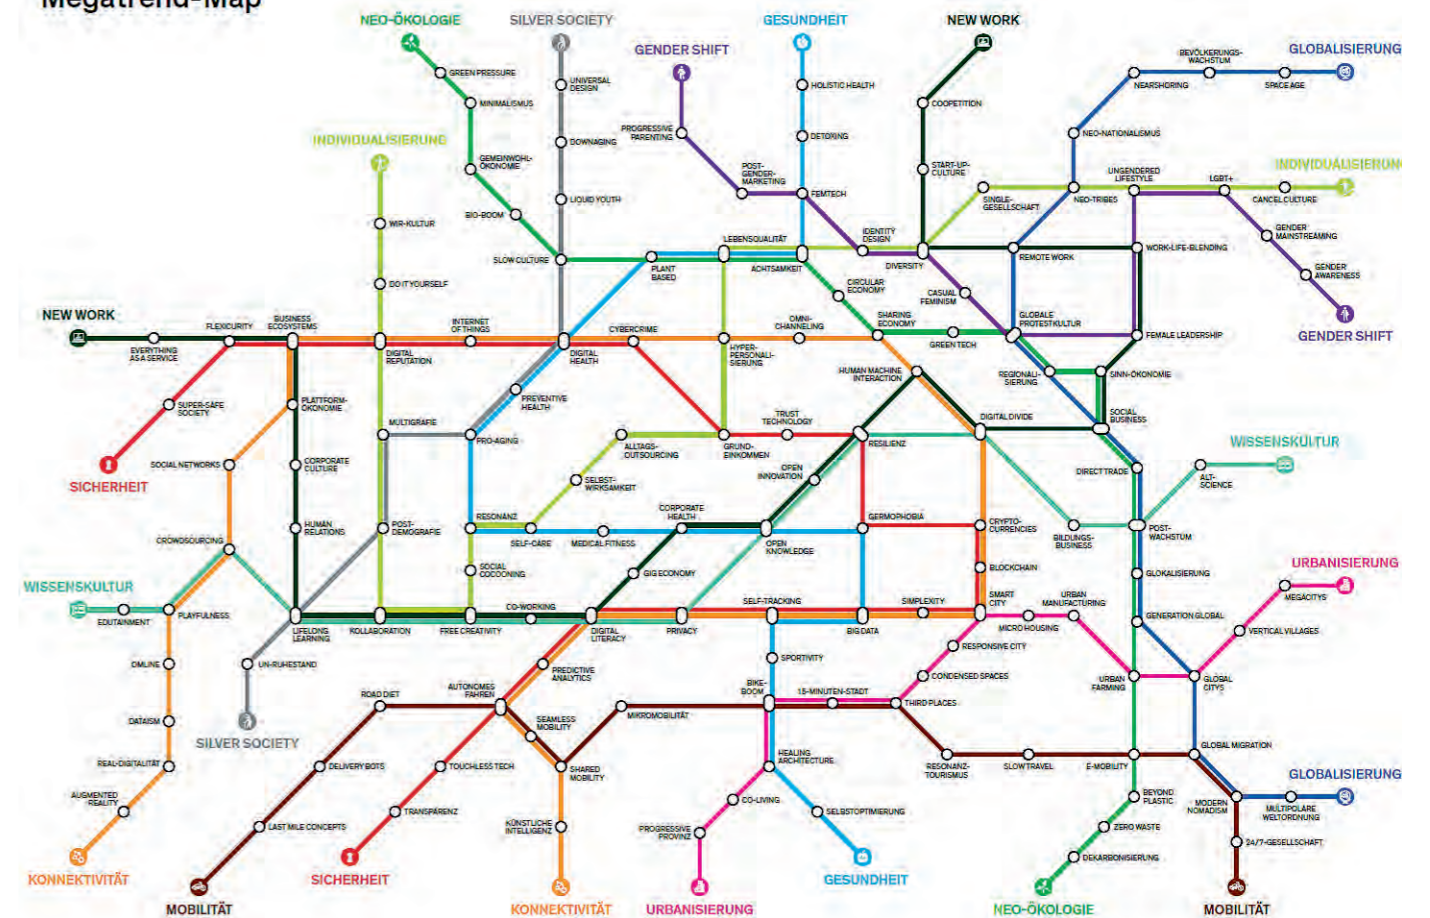 Megatrend-Map
NEO-ÖKOLOGIE
SILVER SOCIETY
GESUNDHEIT
NEW WORK
GENDER SHIFT
GLOBALISIERUNG
BEVÖLKERUNGS-
WACHSTUM
GREEN PRESSURE
UNIVERSAL
DESIGN
HOLISTIC HEALTH
NEARSHORING
SPACE AGE
MINIMALISMUS
COOPETITION
INDIVIDUALISIERUNG
DOWNAGING
PROGRESSIVE
PARENTING
DETOXING
NEO-NATIONALISMUS
GEMEINWOHL-
ÖKONOMIE
POST-
GENDER-
MARKETING
START-UP-
CULTURE
UNGENDERED
LIFESTYLE
LGBT+
INDIVIDUALISIERUN
LIQUID YOUTH
FEMTECH
SINGLE-
GESELLSCHAFT
NEO-TRIBES
CANCEL CULTURE
BIO-BOOM
WIR-KULTUR
LEBENSQUALITÄT
IDENTITY
DESIGN
GENDER
MAINSTREAMING
SLOW CULTURE
PLANT
BASED
ACHTSAMKEIT
DIVERSITY
REMOTE WORK
WORK-LIFE-BLENDING
GENDER
AWARENESS
DO IT YOURSELF
CIRCULAR
ECONOMY
CASUAL
FEMINISM
NEW WORK
FLEXICURITY
BUSINESS
ECOSYSTEMS
INTERNET
OF THINGS
CYBERCRIME
OMNI-
CHANNELING
SHARING
ECONOMY
GLOBALE
PROTESTKULTUR
FEMALE LEADERSHIP
GENDER SHIFT
EVERYTHING
AS A SERVICE
DIGITAL
REPUTATION
DIGITAL
HEALTH
HYPER-
PERSONALI-
SIERUNG
GREEN TECH
HUMAN MACHINE
INTERACTION
REGIONALI-
SIERUNG
SINN-ÖKONOMIE
SUPER-SAFE
SOCIETY
PLATTFORM-
ÖKONOMIE
PREVENTIVE
HEALTH
MULTIGRAFIE
PRO-AGING
TRUST
TECHNOLOGY
DIGITAL DIVIDE
SOCIAL
BUSINESS
ALLTAGS-
OUTSOURCING
GRUND-
EINKOMMEN
RESILIENZ
WISSENSKULTUR
SICHERHEIT
SOCIAL NETWORKS
CORPORATE
CULTURE
SELBST-
WIRKSAMKEIT
OPEN
INNOVATION
DIRECT TRADE
ALT-
SCIENCE
CROWDSOURCING
HUMAN
RELATIONS
POST-
DEMOGRAFIE
RESONANZ
SELF-CARE
MEDICAL FITNESS
CORPORATE
HEALTH
OPEN
KNOWLEDGE
GERMOPHOBIA
CRYPTO-
CURRENCIES
BILDUNGS-
BUSINESS
POST-
WACHSTUM
SOCIAL
COCOONING
GIG ECONOMY
BLOCKCHAIN
GLOKALISIERUNG
URBANISIERUNG
WISSENSKULTUR
MEGACITYS
EDUTAINMENT
PLAYFULNESS
LIFELONG
LEARNING
KOLLABORATION
FREE CREATIVITY
CO-WORKING
DIGITAL
LITERACY
PRIVACY
SELF-TRACKING
BIG DATA
SIMPLEXITY
SMART
CITY
MICRO HOUSING
URBAN
MANUFACTURING
GENERATION GLOBAL
VERTICAL VILLAGES
OMLINE
UN-RUHESTAND
PREDICTIVE
ANALYTICS
SPORTIVITY
RESPONSIVE CITY
CONDENSED SPACES
URBAN
FARMING
GLOBAL
CITYS
ROAD DIET
AUTONOMES
FAHREN
BIKE-
BOOM
15-MINUTEN-STADT
THIRD PLACES
DATAISM
SILVER SOCIETY
SEAMLESS
MOBILITY
MIKROMOBILITÄT
REAL-DIGITALITÄT
DELIVERY BOTS
TOUCHLESS TECH
SHARED
MOBILITY
HEALING
ARCHITECTURE
RESONANZ-
TOURISMUS
SLOW TRAVEL
E-MOBILITY
GLOBAL MIGRATION
GLOBALISIERUNG
AUGMENTED
REALITY
LAST MILE CONCEPTS
TRANSPARENZ
KÜNSTLICHE
INTELLIGENZ
CO-LIVING
PROGRESSIVE
PROVINZ
SELBSTOPTIMIERUNG
BEYOND
PLASTIC
MODERN
NOMADISM
MULTIPOLARE
WELTORDNUNG
ZERO WASTE
24/7-GESELLSCHAFT
DEKARBONISIERUNG
KONNEKTIVITÄT
SICHERHEIT
GESUNDHEIT
MOBILITÄT
KONNEKTIVITÄT
URBANISIERUNG
NEO-ÖKOLOGIE
MOBILITÄT